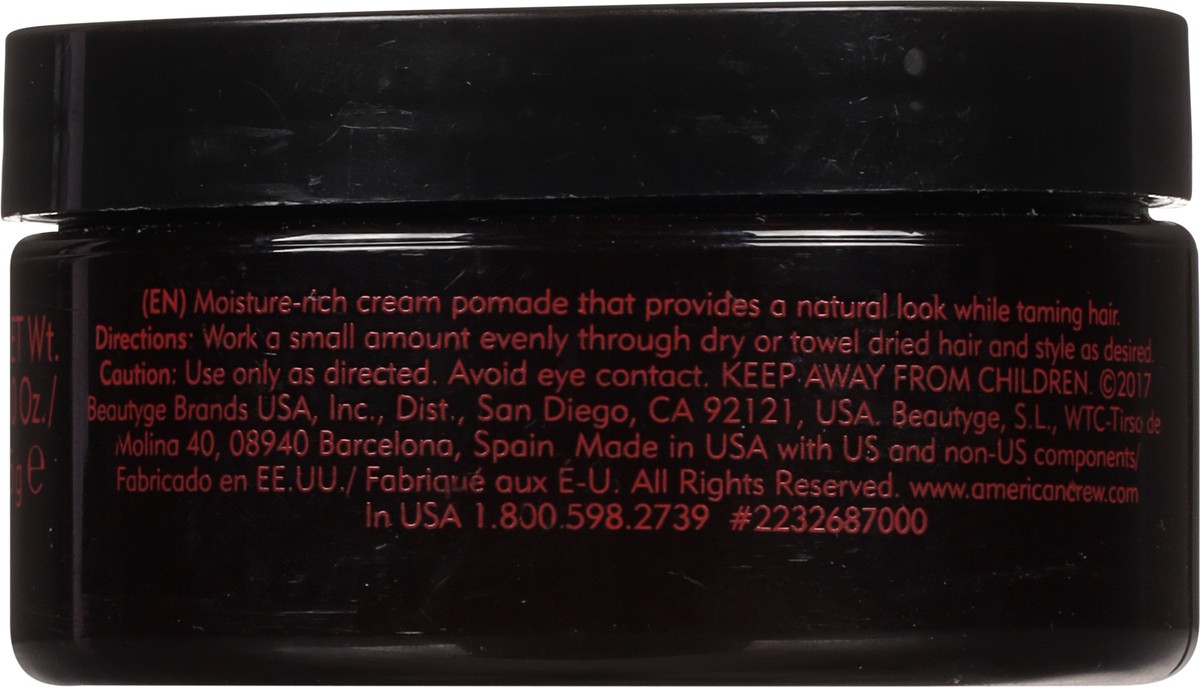 ET Wt.
Oz./
g e
(EN) Moisture-rich cream pomade that provides a natural look while taming hair.
Directions: Work a small amount evenly through dry or towel dried hair and style as desired.
Caution: Use only as directed. Avoid eye contact. KEEP AWAY FROM CHILDREN. ©2017
Beautyge Brands USA, Inc., Dist., San Diego, CA 92121, USA. Beautyge, S.L., WTC-Tirso de
Molina 40, 08940 Barcelona, Spain Made in USA with US and non-US components/
Fabricado en EE.UU./ Fabriqué aux É-U. All Rights Reserved. www.americancrew.com
In USA 1.800.598.2739 #2232687000